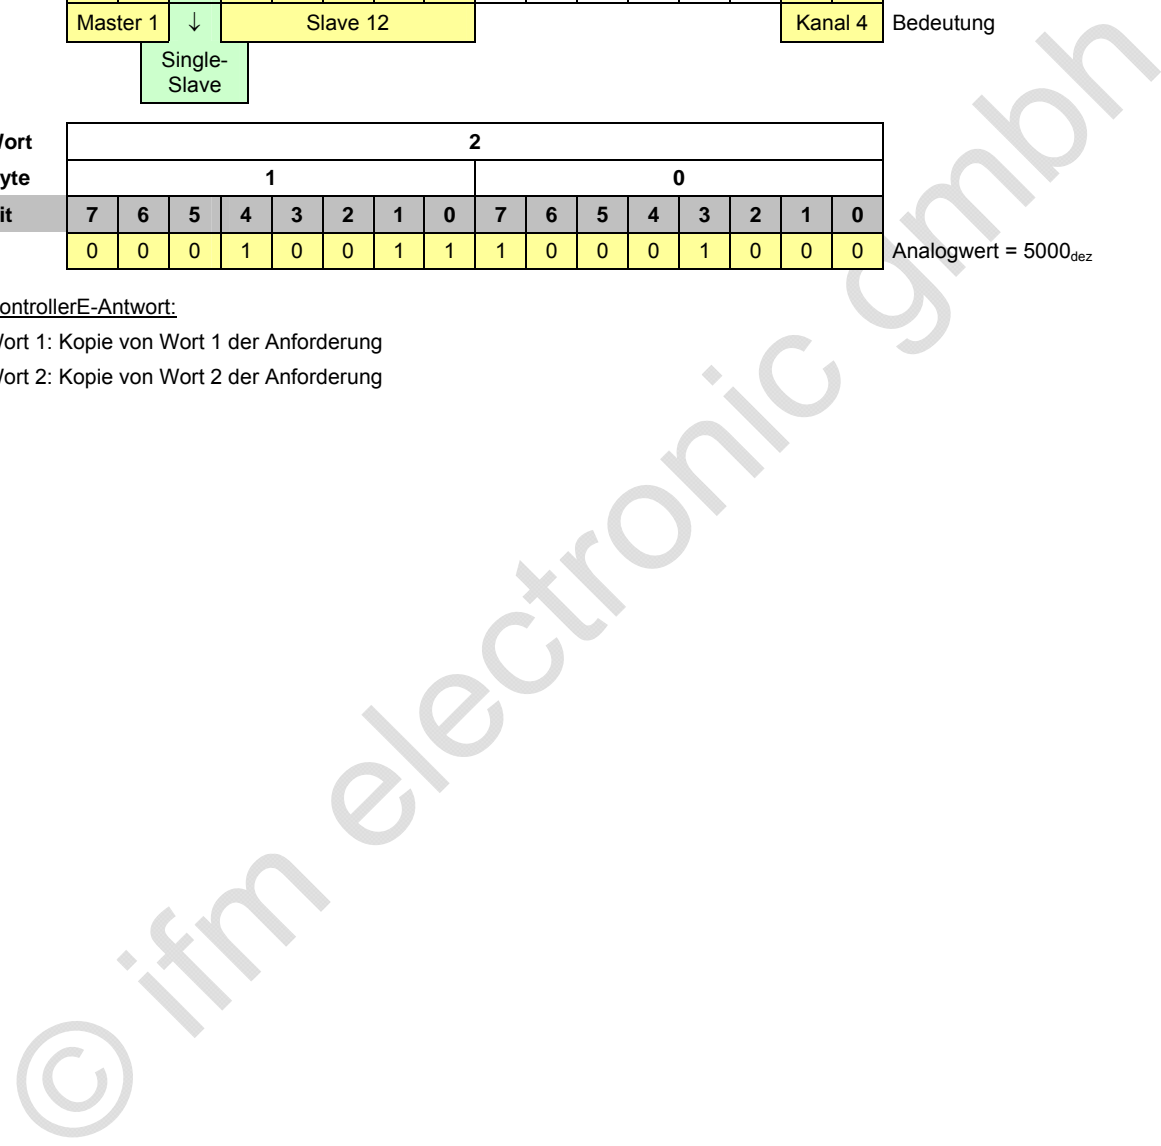 Master 1 ↓ Slave 12 Kanal 4 Bedeutung
Single-
Slave
Wort 2
yte 1 0
it 7 6 5 4 3 2 1 0 7 6 5 4 3 2 1 0
0 0 0 1 0 0 1 1 1 0 0 0 1 0 0 0 Analogwert = 5000dez
ontrollerE-Antwort:
Wort 1: Kopie von Wort 1 der Anforderung
Wort 2: Kopie von Wort 2 der Anforderung
© ifm electronic gmbh